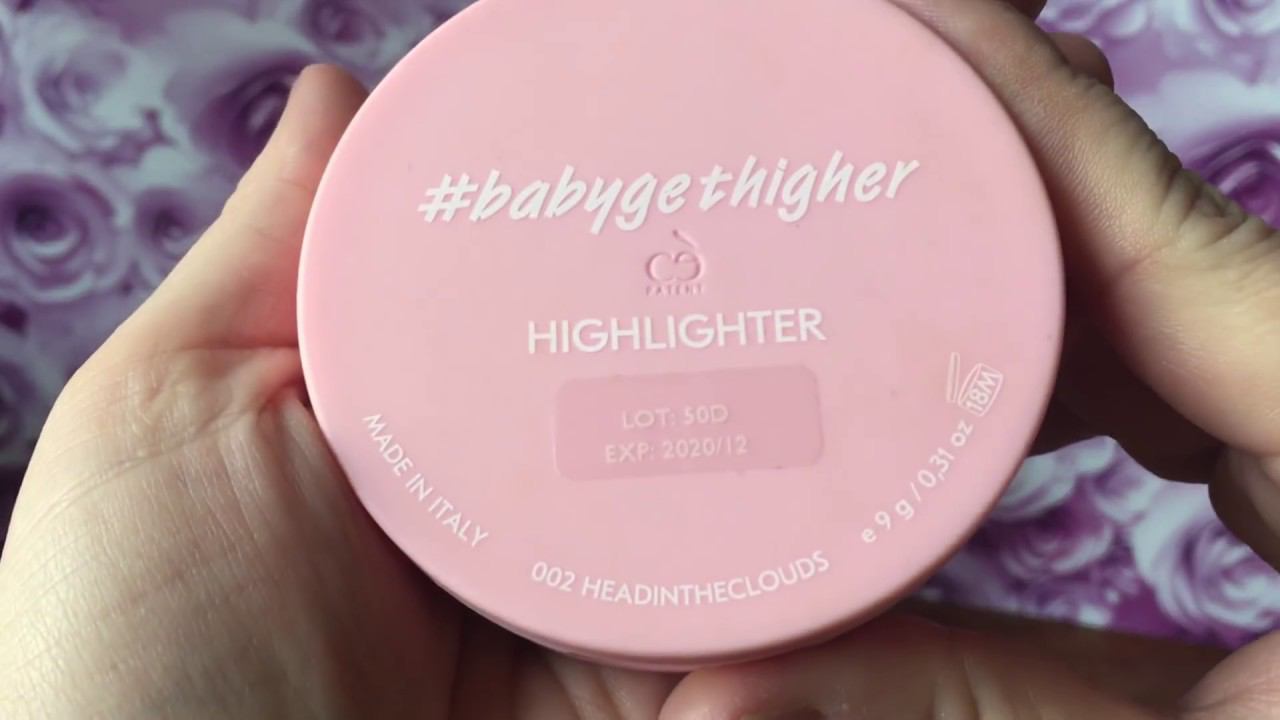 #babygethigher
PATENT
HIGHLIGHTER
LOT: 50D
EXP: 2020/12
18M
MADE IN ITALY
002 HEADINTHECLOUDS
e 9 g / 0,31 oz